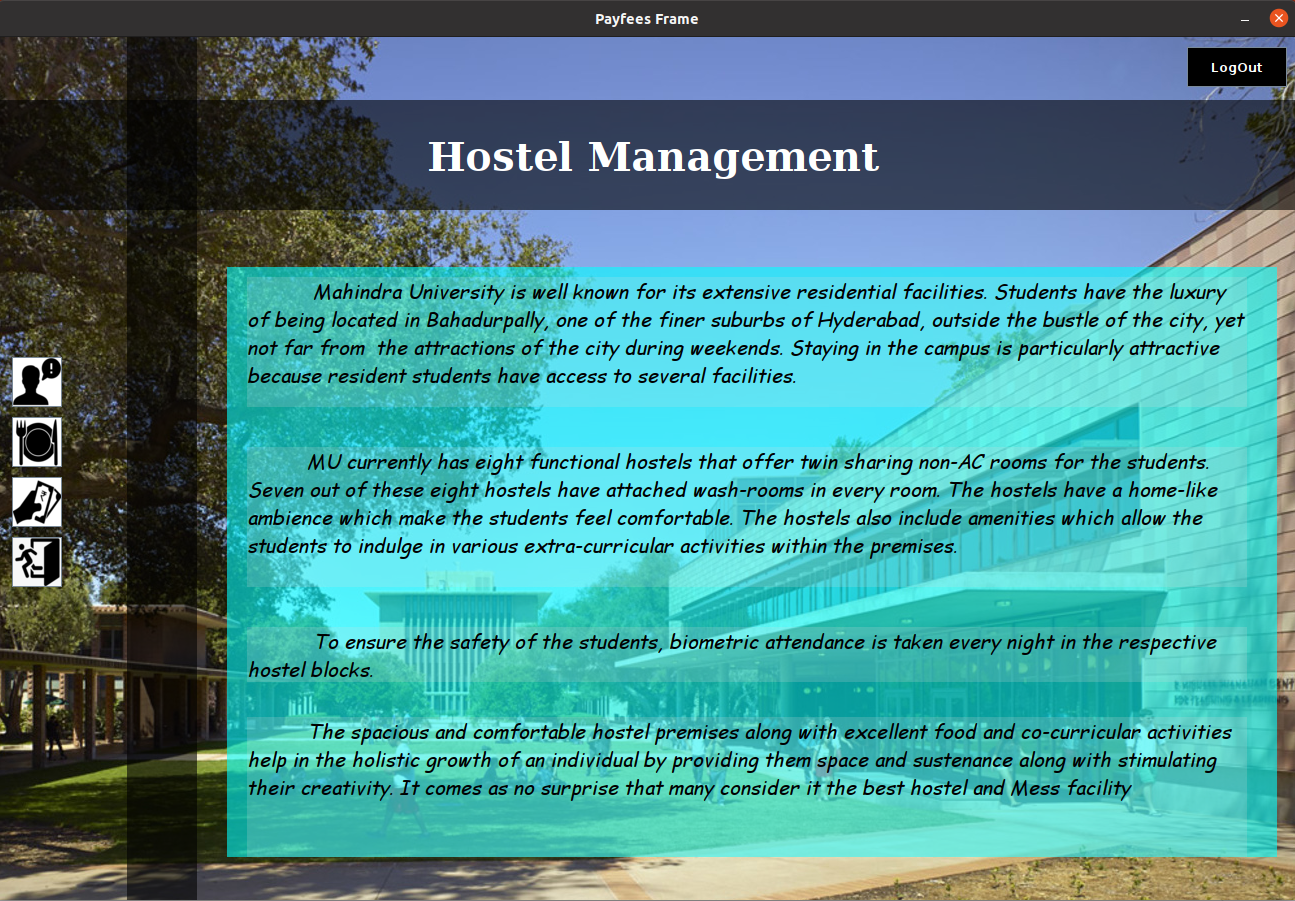 Payfees Frame
LogOut
Hostel Management
Mahindra University is well known for its extensive residential facilities. Students have the luxury
of being located in Bahadurpally, one of the finer suburbs of Hyderabad, outside the bustle of the city, yet
not far from  the attractions of the city during weekends. Staying in the campus is particularly attractive
because resident students have access to several facilities.
MU currently has eight functional hostels that offer twin sharing non-AC rooms for the students.
Seven out of these eight hostels have attached wash-rooms in every room. The hostels have a home-like
ambience which make the students feel comfortable. The hostels also include amenities which allow the
students to indulge in various extra-curricular activities within the premises.
To ensure the safety of the students, biometric attendance is taken every night in the respective
hostel blocks.
The spacious and comfortable hostel premises along with excellent food and co-curricular activities
help in the holistic growth of an individual by providing them space and sustenance along with stimulating
their creativity. It comes as no surprise that many consider it the best hostel and Mess facility